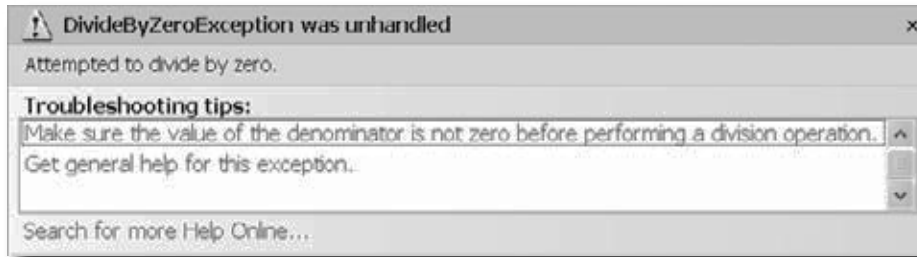 DivideByZeroException was unhandled
Attempted to divide by zero.
Troubleshooting tips:
Make sure the value of the denominator is not zero before performing a division operation.
Get general help for this exception.
Search for more Help Online...